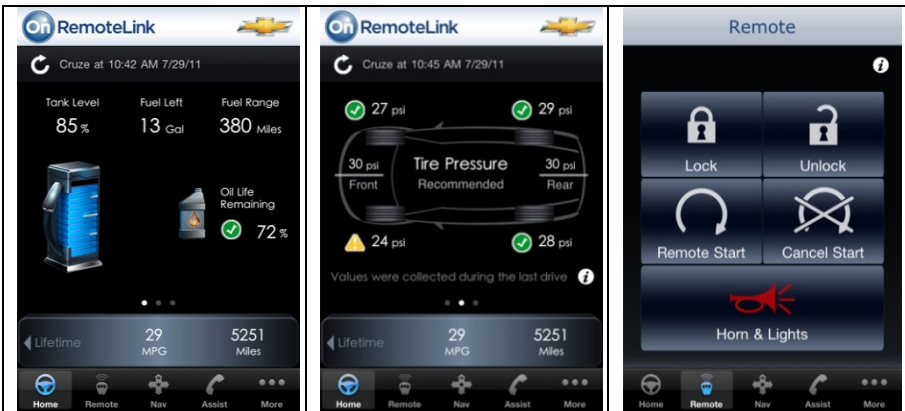 On RemoteLink
Cruze at 10:42 AM 7/29/11
Tank Level Fuel Left Fuel Range
85 % 13 Gal 380 Miles
Oil Life
Remaining
72 %
Lifetime 29 MPG 5251 Miles
Home Remote Nav Assist More
On RemoteLink
Cruze at 10:45 AM 7/29/11
27 psi 29 psi
30 psi Tire Pressure 30 psi
Front Recommended Rear
24 psi 28 psi
Values were collected during the last drive i
Lifetime 29 MPG 5251 Miles
Home Remote Nav Assist More
Remote
i
Lock Unlock
Remote Start Cancel Start
Horn & Lights
Home Remote Nav Assist More